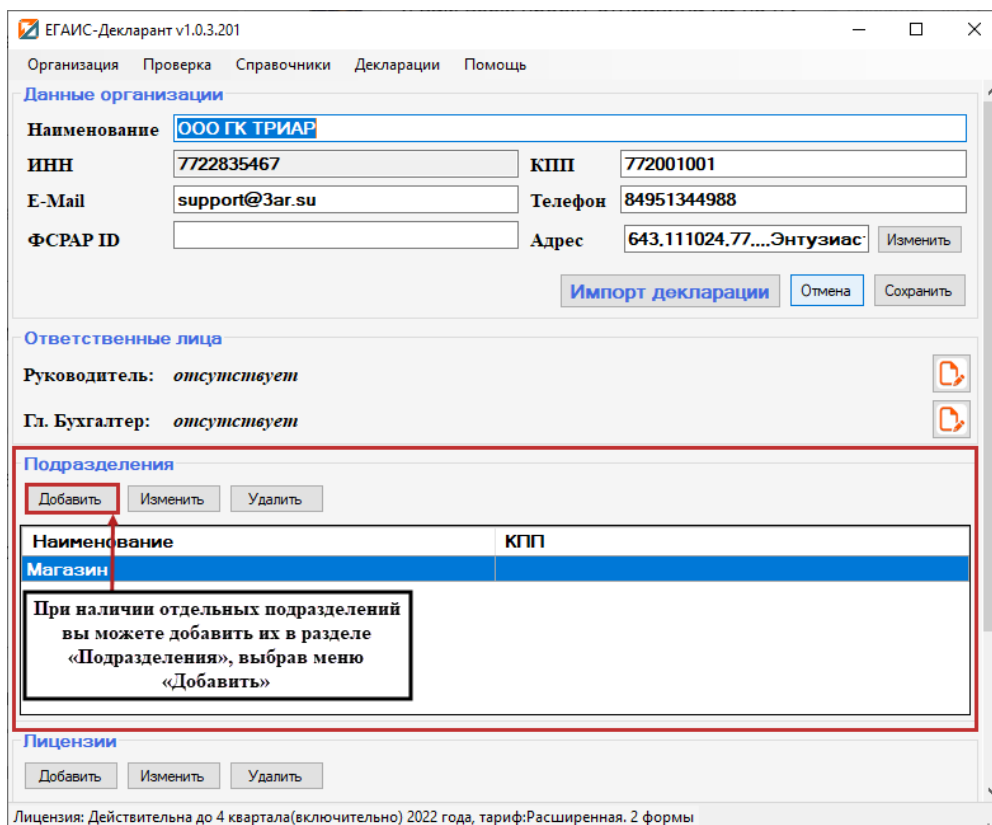 ЕГАИС-Декларант v1.0.3.201
Организация Проверка Справочники Декларации Помощь
Данные организации
Наименование ООО ГК ТРИАР
ИНН 7722835467 КПП 772001001
E-Mail support@3ar.su Телефон 84951344988
ФСРАР ID Адрес 643,111024,77,,,,Энтузиаст Изменить
Импорт декларации Отмена Сохранить
Ответственные лица
Руководитель: отсутствует
Гл. Бухгалтер: отсутствует
Подразделения
Добавить Изменить Удалить
Наименование КПП
Магазин
При наличии отдельных подразделений
вы можете добавить их в разделе
«Подразделения», выбрав меню
«Добавить»
Лицензии
Добавить Изменить Удалить
Лицензия: Действительна до 4 квартала(включительно) 2022 года, тариф:Расширенная. 2 формы